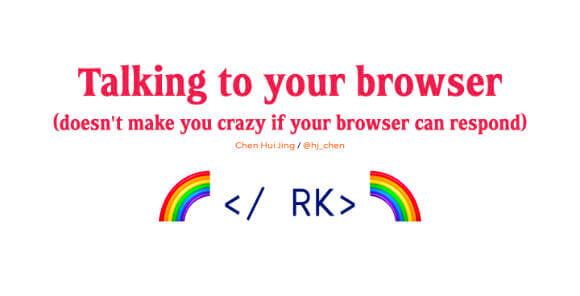 Talking to your browser
(doesn't make you crazy if your browser can respond)
Chen Hui Jing / @hj_chen
</ RK>